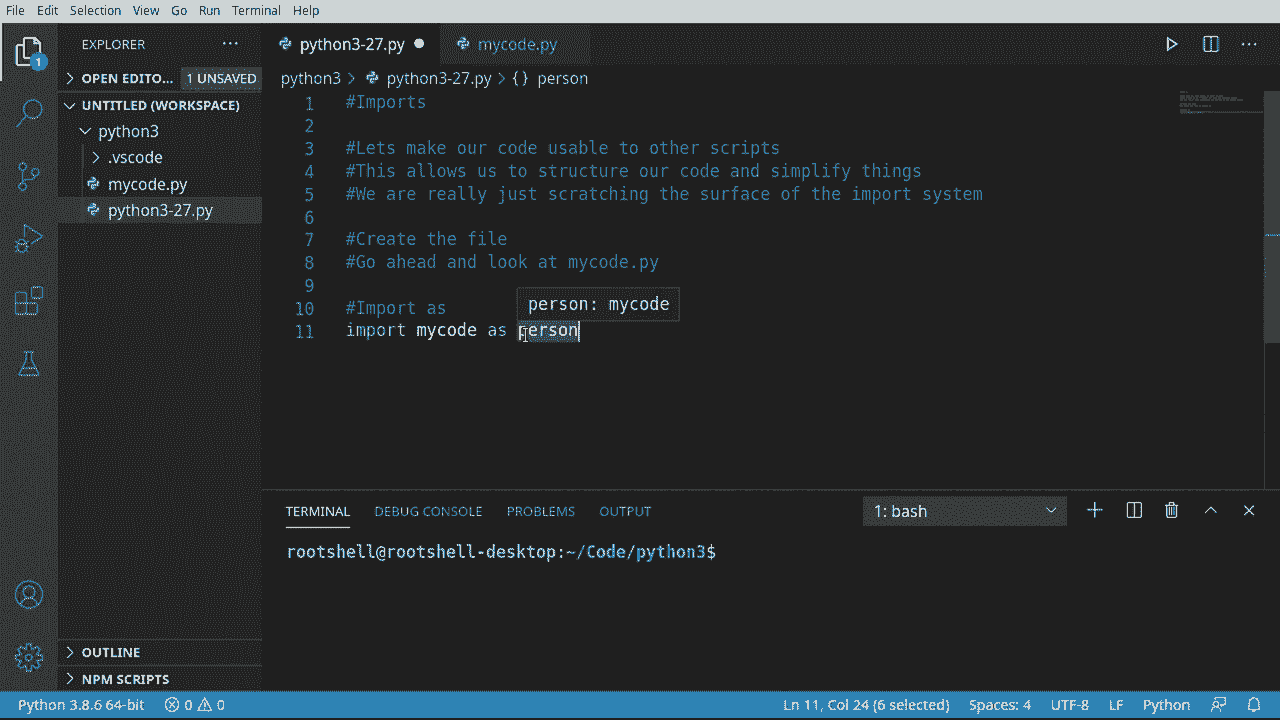 File Edit Selection View Go Run Terminal Help
EXPLORER ···
python3-27.py mycode.py
OPEN EDITO... 1 UNSAVED
python3 > python3-27.py > {} person
UNTITLED (WORKSPACE)
python3
.vscode
mycode.py
python3-27.py
1
1 #Imports
2
3 #Lets make our code usable to other scripts
4 #This allows us to structure our code and simplify things
5 #We are really just scratching the surface of the import system
6
7 #Create the file
8 #Go ahead and look at mycode.py
9
10 #Import as
person: mycode
11 import mycode as person
TERMINAL DEBUG CONSOLE PROBLEMS OUTPUT 1: bash
rootshell@rootshell-desktop:~/Code/python3$
OUTLINE
NPM SCRIPTS
Python 3.8.6 64-bit 0 0 Ln 11, Col 24 (6 selected) Spaces: 4 UTF-8 LF Python